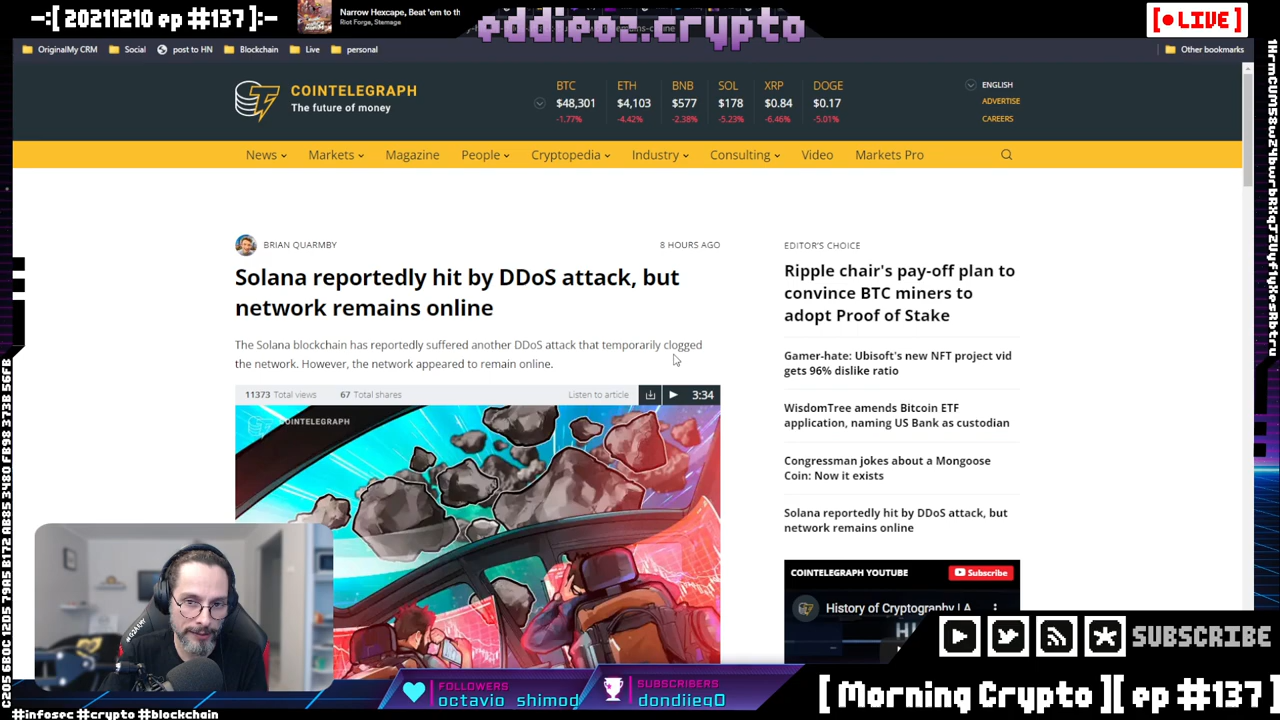 -:[ 20211210 ep #137 ]:-
Narrow Hexcape, Beat 'em to th
Riot Forge, Stemage
eddieoz.crypto
[•LIVE]
OriginalMy CRM
Social
post to HN
Blockchain
Live
personal
Other bookmarks
COINTELEGRAPH
The future of money
BTC ETH BNB SOL XRP DOGE
$48,301 $4,103 $577 $178 $0.84 $0.17
-1.77% -4.42% -2.38% -5.23% -6.46% -5.01%
ENGLISH
ADVERTISE
CAREERS
News Markets Magazine People Cryptopedia Industry Consulting Video Markets Pro
BRIAN QUARMBY
8 HOURS AGO
Solana reportedly hit by DDoS attack, but
network remains online
The Solana blockchain has reportedly suffered another DDoS attack that temporarily clogged
the network. However, the network appeared to remain online.
11373 Total views 67 Total shares Listen to article 3:34
COINTELEGRAPH
EDITOR'S CHOICE
Ripple chair's pay-off plan to
convince BTC miners to
adopt Proof of Stake
Gamer-hate: Ubisoft's new NFT project vid
gets 96% dislike ratio
WisdomTree amends Bitcoin ETF
application, naming US Bank as custodian
Congressman jokes about a Mongoose
Coin: Now it exists
Solana reportedly hit by DDoS attack, but
network remains online
COINTELEGRAPH YOUTUBE
Subscribe
History of Cryptography | A
SUBSCRIBE
FOLLOWERS
octavio_shimod
SUBSCRIBERS
dondiieg0
[ Morning Crypto ][ ep #137 ]
#infosec #crypto #blockchain